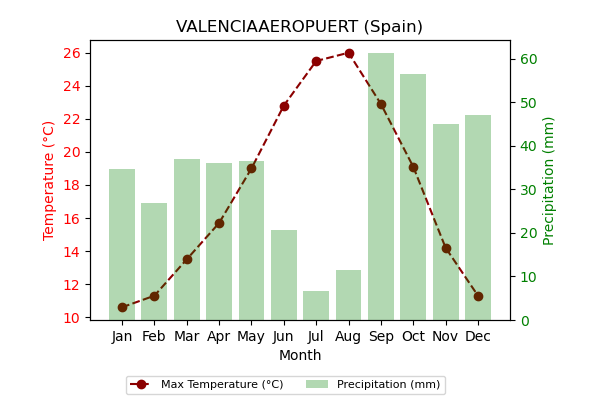 VALENCIAAEROPUERT (Spain)
26
24
22
20
18
16
14
12
10
Temperature (°C)
60
50
40
30
20
10
0
Precipitation (mm)
Jan Feb Mar Apr May Jun Jul Aug Sep Oct Nov Dec
Month
Max Temperature (°C) Precipitation (mm)